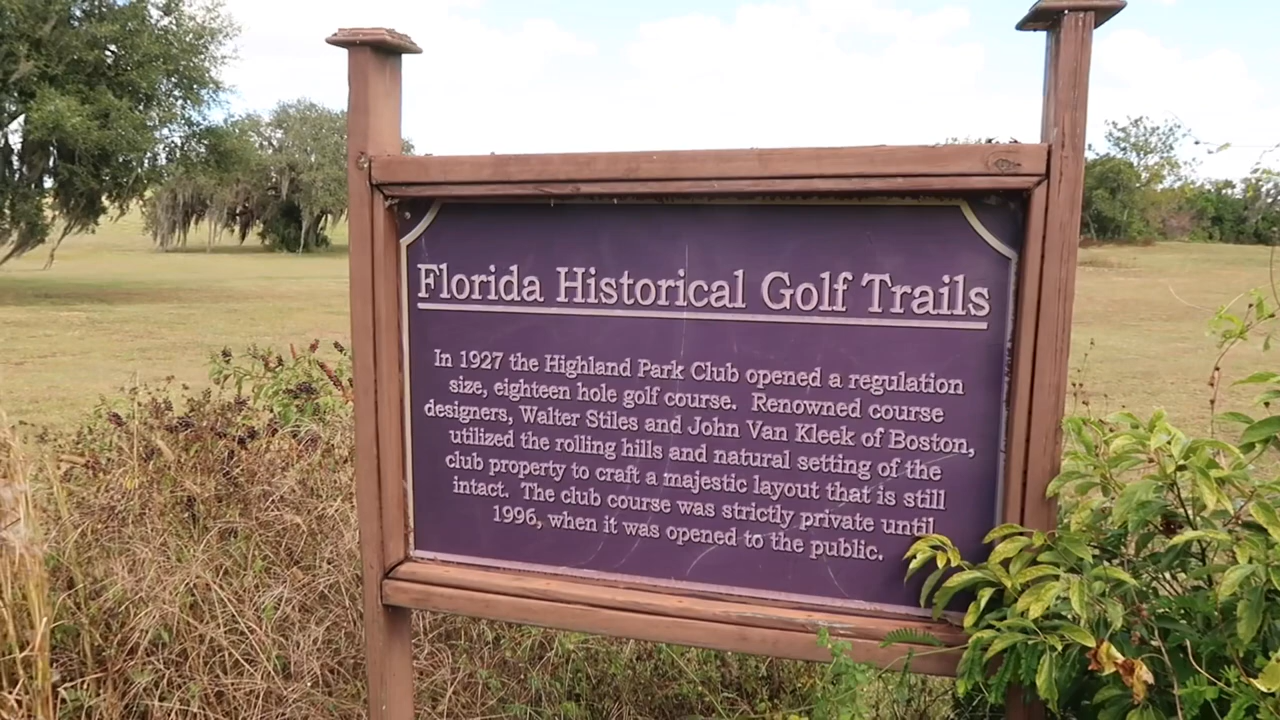 Florida Historical Golf Trails
In 1927 the Highland Park Club opened a regulation
size, eighteen hole golf course. Renowned course
designers, Walter Stiles and John Van Kleek of Boston,
utilized the rolling hills and natural setting of the
club property to craft a majestic layout that is still
intact. The club course was strictly private until
1996, when it was opened to the public.